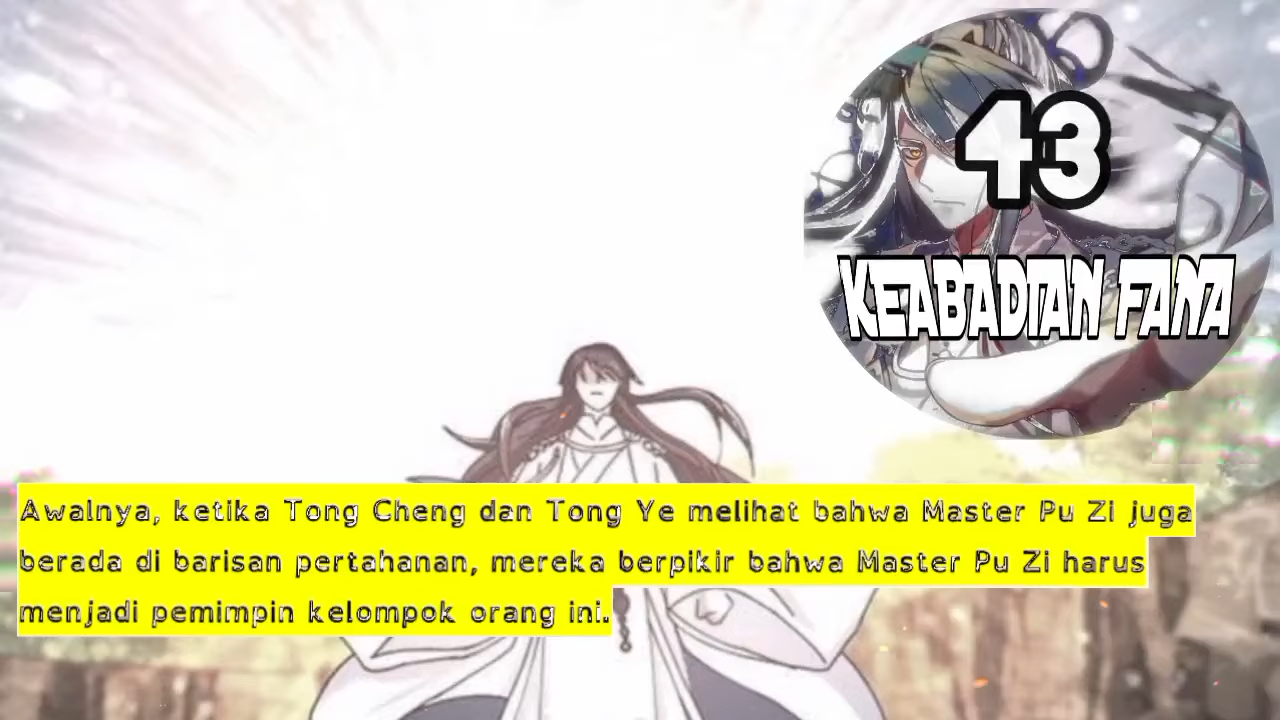 43
KEABADIAN FANA
Awalnya, ketika Tong Cheng dan Tong Ye melihat bahwa Master Pu Zi juga
berada di barisan pertahanan, mereka berpikir bahwa Master Pu Zi harus
menjadi pemimpin kelompok orang ini.